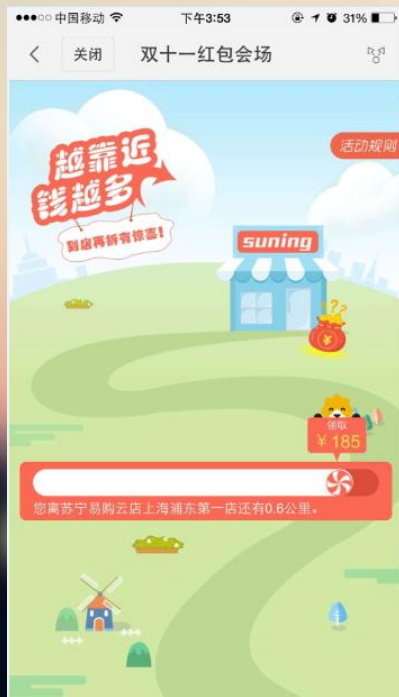 中国移动 下午3:53 31%
关闭 双十一红包会场
活动规则
越靠近
钱越多
到店再拆有惊喜!
suning
??
¥
领取
¥185
您离苏宁易购云店上海浦东第一店还有0.6公里。